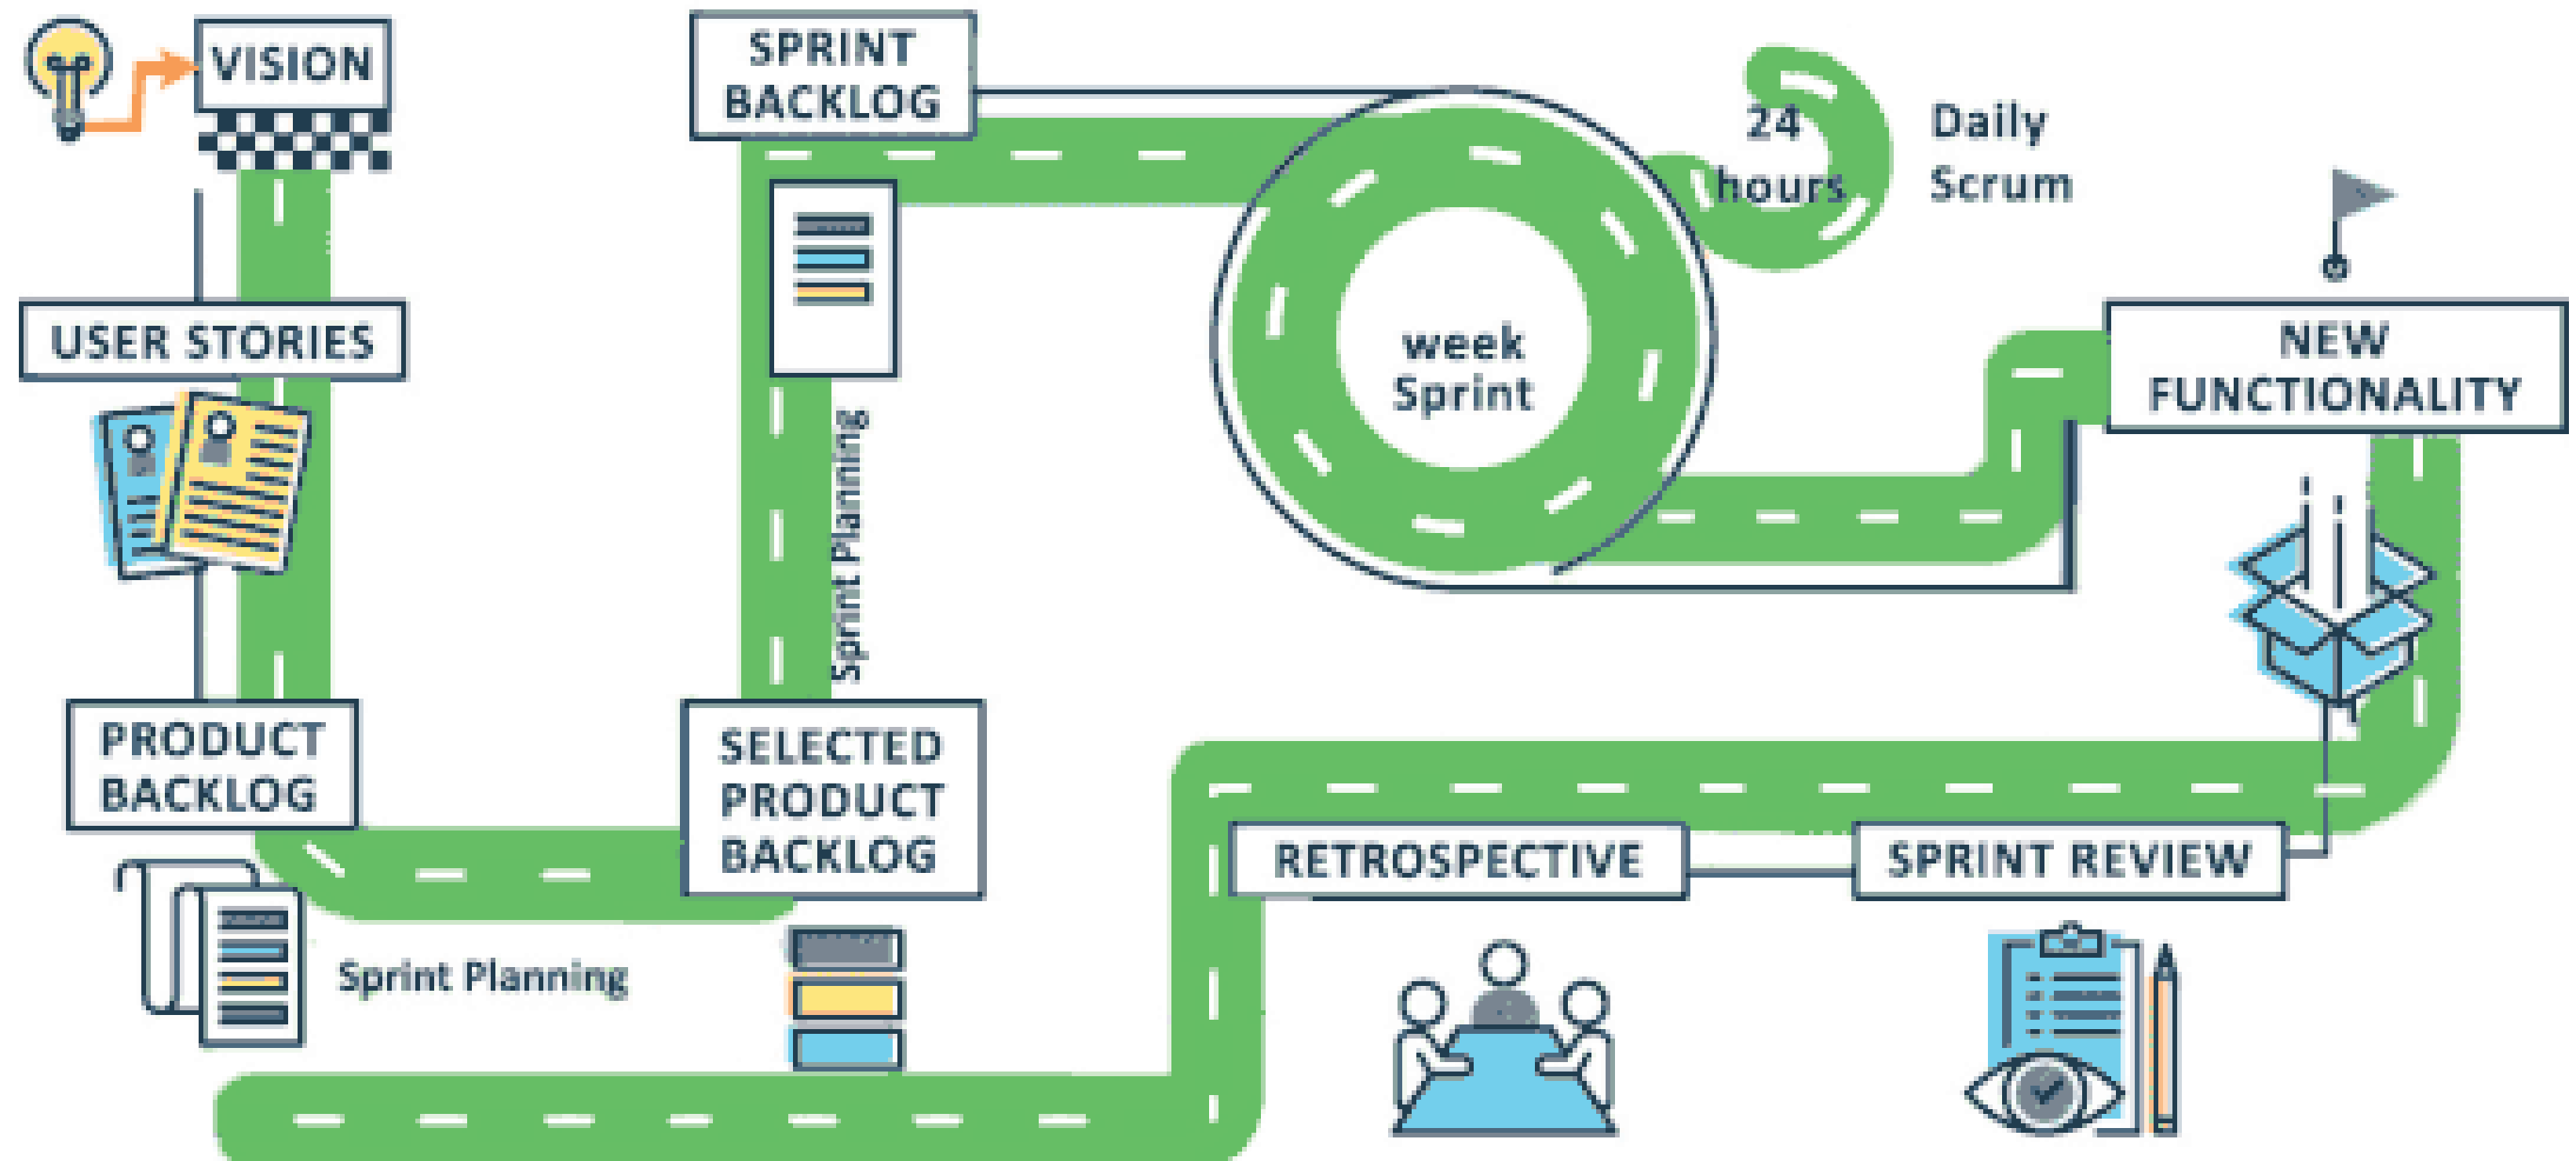 VISION
USER STORIES
PRODUCT
BACKLOG
Sprint Planning
SELECTED
PRODUCT
BACKLOG
Sprint Planning
SPRINT
BACKLOG
week
Sprint
24
hours
Daily
Scrum
NEW
FUNCTIONALITY
SPRINT REVIEW
RETROSPECTIVE